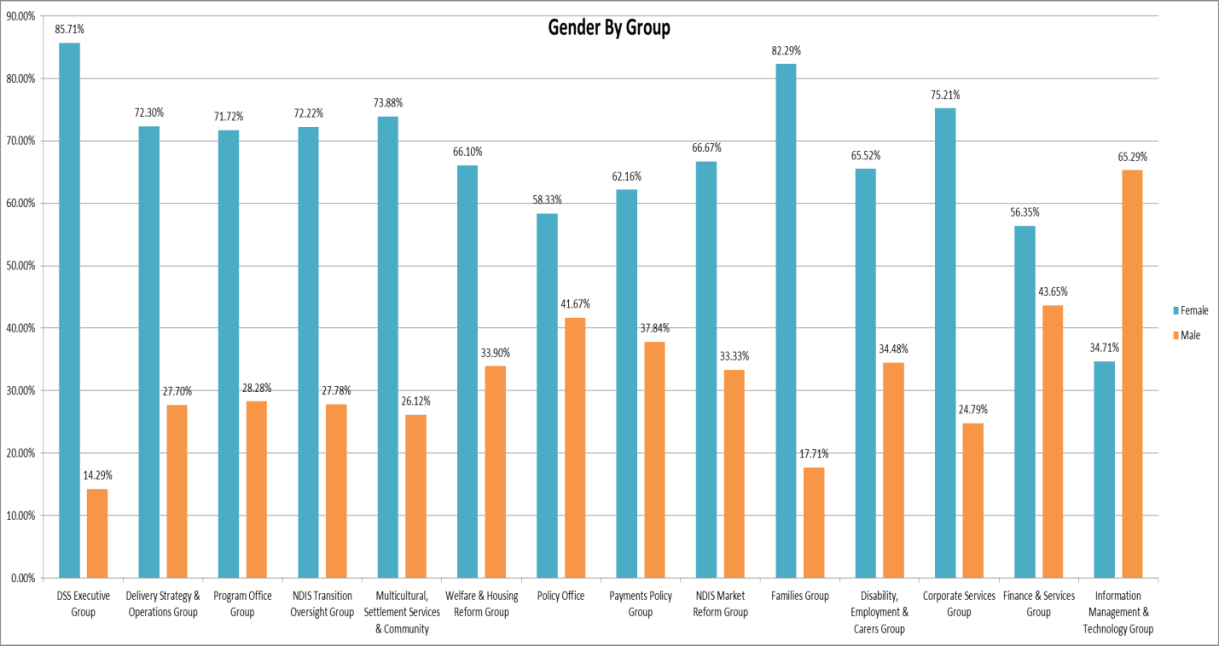 Gender By Group
90.00%
80.00%
70.00%
60.00%
50.00%
40.00%
30.00%
20.00%
10.00%
0.00%
85.71%
14.29%
72.30%
27.70%
71.72%
28.28%
72.22%
27.78%
73.88%
26.12%
66.10%
33.90%
58.33%
41.67%
62.16%
37.84%
66.67%
33.33%
82.29%
17.71%
65.52%
34.48%
75.21%
24.79%
56.35%
43.65%
34.71%
65.29%
DSS Executive
Group
Delivery Strategy &
Operations Group
Program Office
Group
NDIS Transition
Oversight Group
Multicultural,
Settlement Services
& Community
Welfare & Housing
Reform Group
Policy Office
Payments Policy
Group
NDIS Market
Reform Group
Families Group
Disability,
Employment &
Carers Group
Corporate Services
Group
Finance & Services
Group
Information
Management &
Technology Group
Female
Male